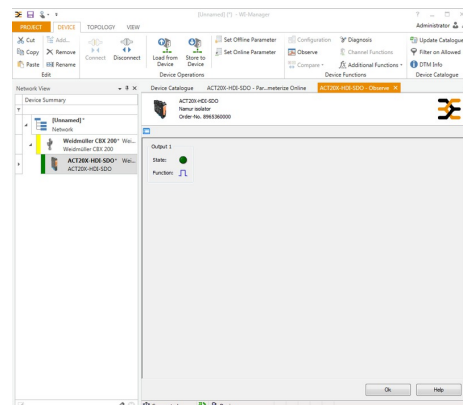 [Unnamed] [*] - WI Manager
PROJECT DEVICE TOPOLOGY VIEW Administrator
Cut Add...
Copy Remove
Paste Rename
Edit
Connect Disconnect
Load from Device
Store to Device
Device Operations
Set Offline Parameter
Set Online Parameter
Configuration
Observe
Compare
Diagnosis
Channel Functions
Additional Functions
Device Functions
Update Catalogue
Filter on Allowed
DTM Info
Device Catalogue
Network View
Device Catalogue ACT20X-HDI-SDO - Par...meterize Online ACT20X-HDI-SDO - Observe
Device Summary
[Unnamed] *
Network
Weidmüller CBX 200* Wei...
Weidmüller CBX 200
ACT20X-HDI-SDO* Wei...
ACT20X-HDI-SDO
ACT20X-HDI-SDO
Namur isolator
Order-No. 8965360000
Output 1
State:
Function:
Ok Help